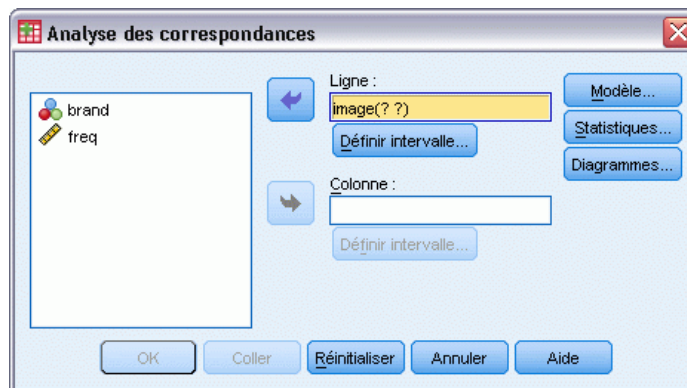 Analyse des correspondances
brand
freq
Ligne :
image(? ?)
Définir intervalle...
Colonne :
Définir intervalle...
Modèle...
Statistiques...
Diagrammes...
OK
Coller
Réinitialiser
Annuler
Aide